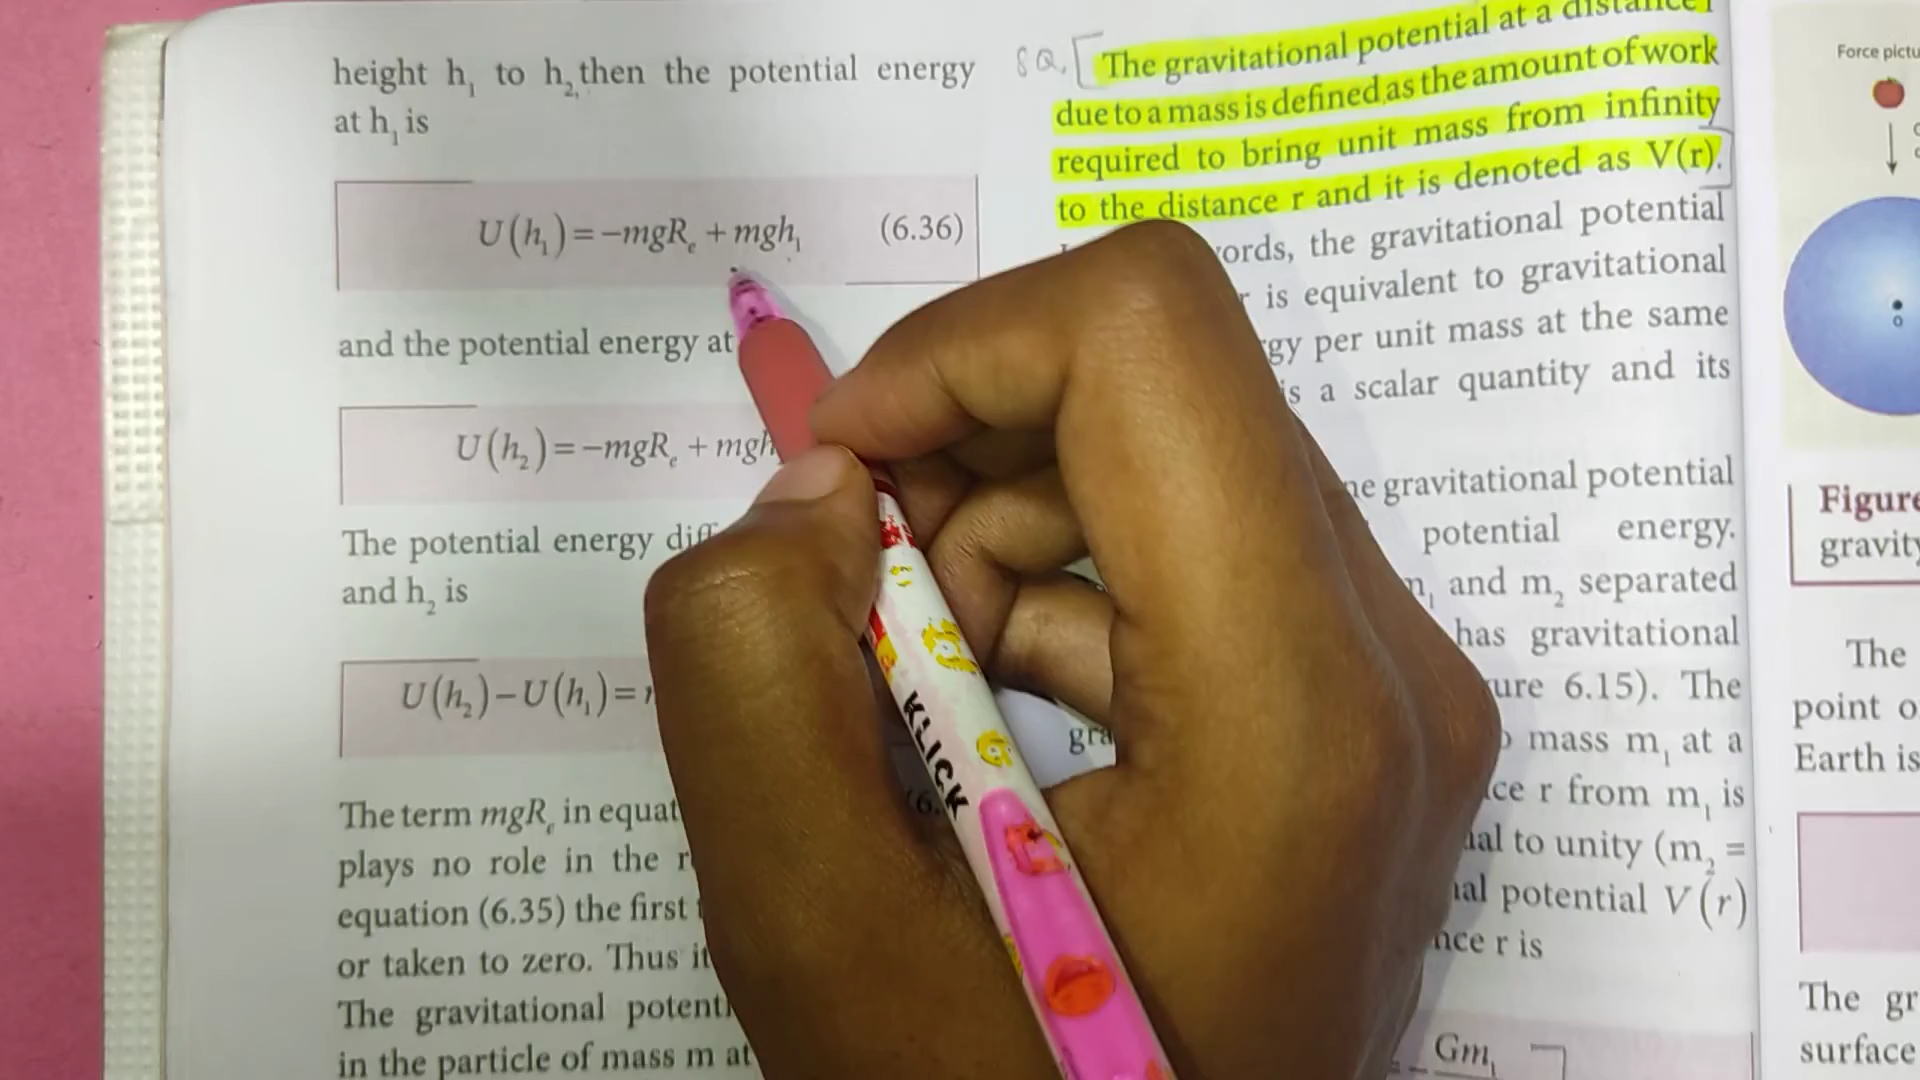 height h₁ to h₂, then the potential energy
at h₁ is
U(h₁) = −mgRₑ + mgh₁ (6.36)
and the potential energy at
U(h₂) = −mgRₑ + mgh
The potential energy diff
and h₂ is
U(h₂) − U(h₁) =
The term mgRₑ in equat
plays no role in the
equation (6.35) the first
or taken to zero. Thus it
The gravitational potent
in the particle of mass m at
8Q.
The gravitational potential at a distance r
due to a mass is defined as the amount of work
required to bring unit mass from infinity
to the distance r and it is denoted as V(r).
ords, the gravitational potential
r is equivalent to gravitational
gy per unit mass at the same
is a scalar quantity and its
gravitational potential
potential energy.
m₁ and m₂ separated
has gravitational
ure 6.15). The
gra mass m₁ at a
ce r from m₁ is
ual to unity (m₂ =
al potential V(r)
nce r is
= − Gm₁
KLICK
Force pictu
o
Figure
gravity
The
point o
Earth is
The gr
surface